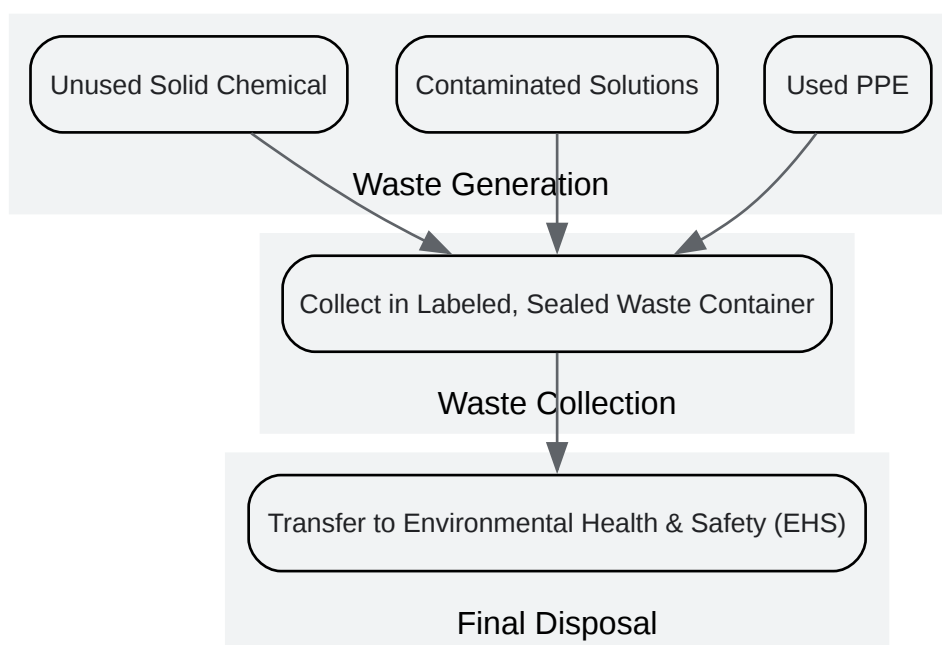 Unused Solid Chemical
Contaminated Solutions
Used PPE
Waste Generation
Collect in Labeled, Sealed Waste Container
Waste Collection
Transfer to Environmental Health & Safety (EHS)
Final Disposal